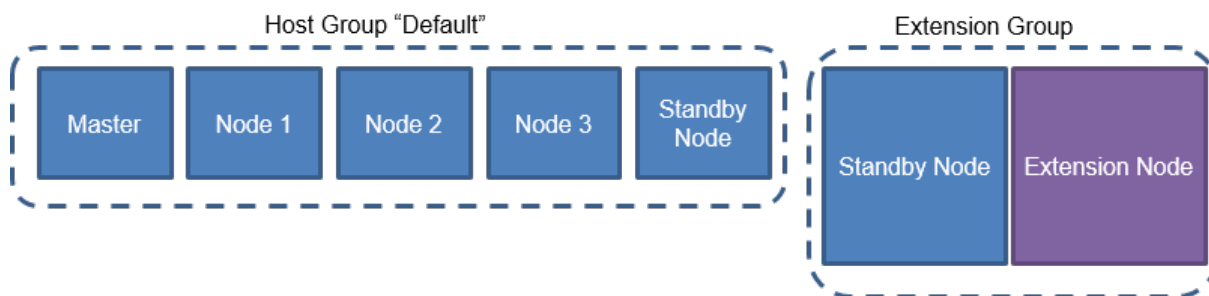 Host Group “Default”
Extension Group
Master
Node 1
Node 2
Node 3
Standby
Node
Standby Node
Extension Node